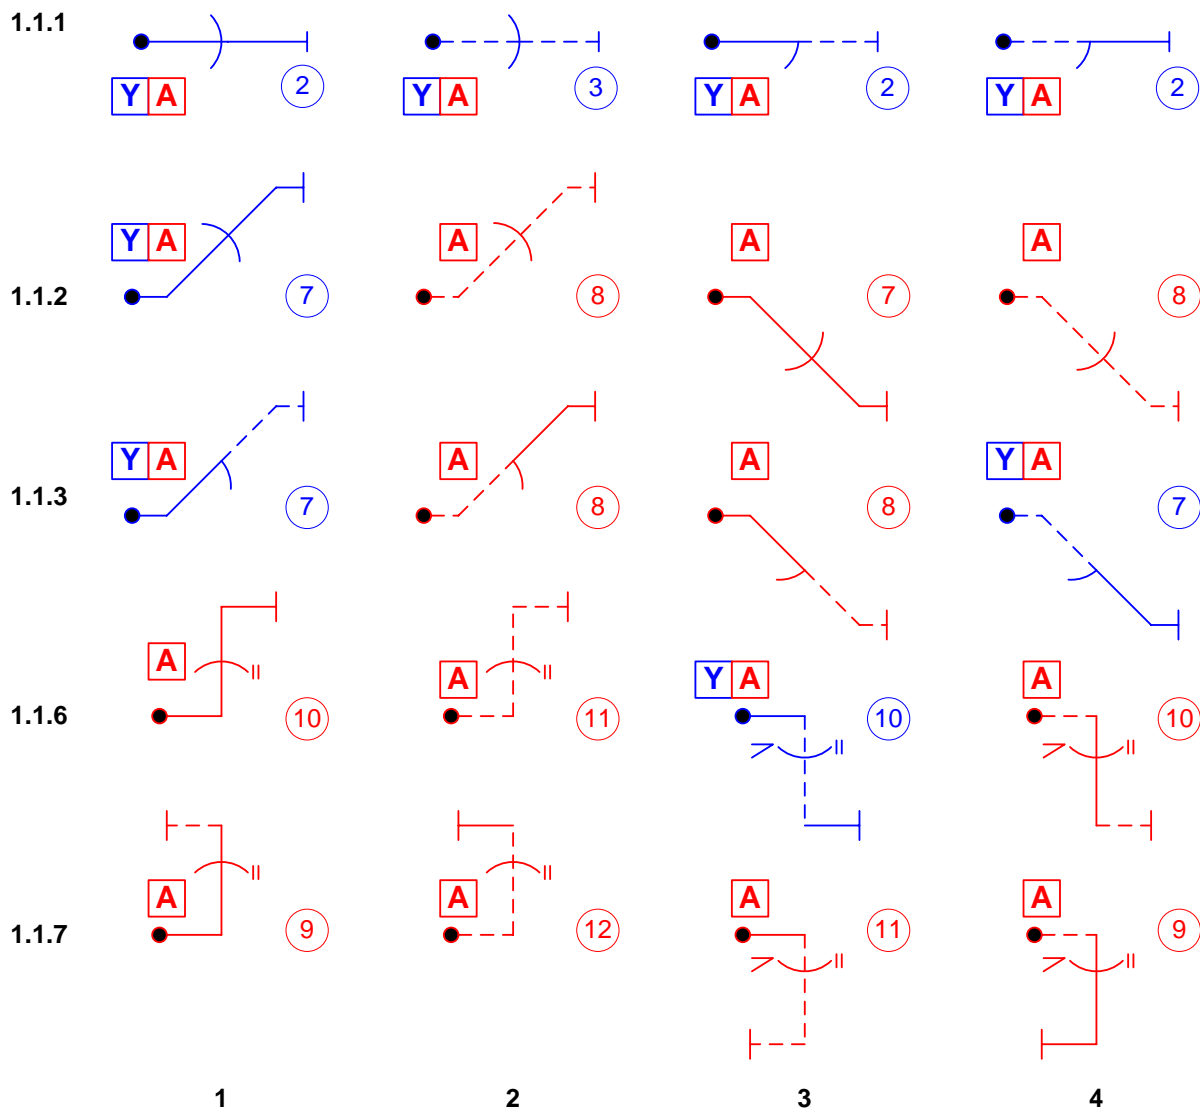 1.1.1
Y A 2 Y A 3 Y A 2 Y A 2
Y A A A A
1.1.2 7 8 7 8
Y A A A Y A
1.1.3 7 8 8 7
A A Y A A
1.1.6 10 11 10 10
A A A A
1.1.7 9 12 11 9
1 2 3 4